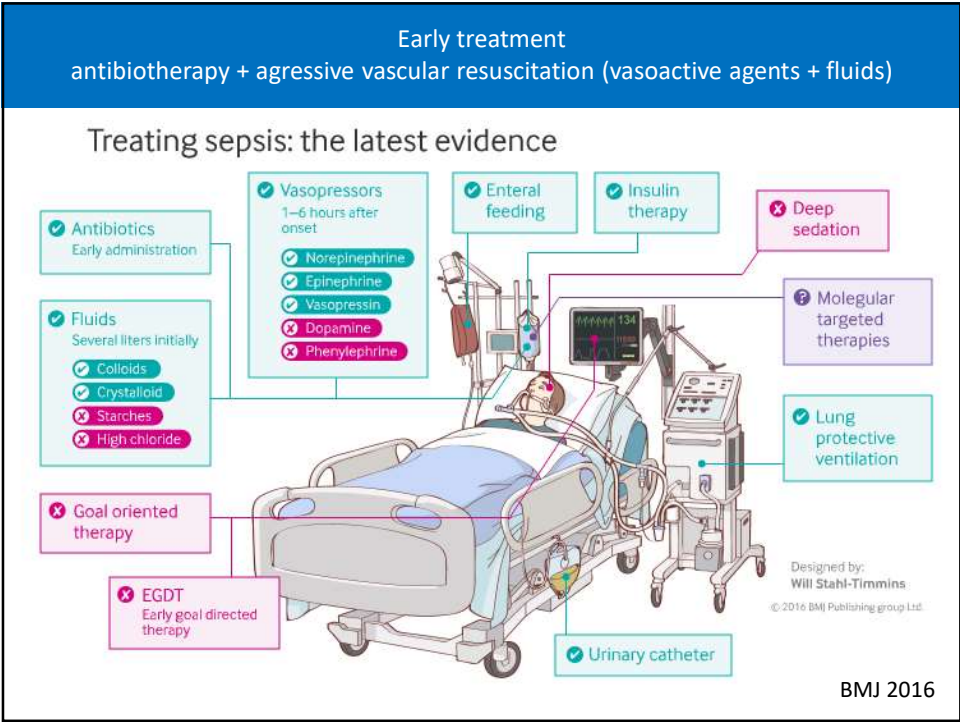 Early treatment
antibiotherapy + agressive vascular resuscitation (vasoactive agents + fluids)
Treating sepsis: the latest evidence
Antibiotics
Early administration
Fluids
Several liters initially
Colloids
Crystalloid
Starches
High chloride
Vasopressors
1–6 hours after
onset
Norepinephrine
Epinephrine
Vasopressin
Dopamine
Phenylephrine
Enteral
feeding
Insulin
therapy
Deep
sedation
Molegular
targeted
therapies
134
Lung
protective
ventilation
Goal oriented
therapy
EGDT
Early goal directed
therapy
Urinary catheter
Designed by:
Will Stahl-Timmins
© 2016 BMJ Publishing group Ltd.
BMJ 2016